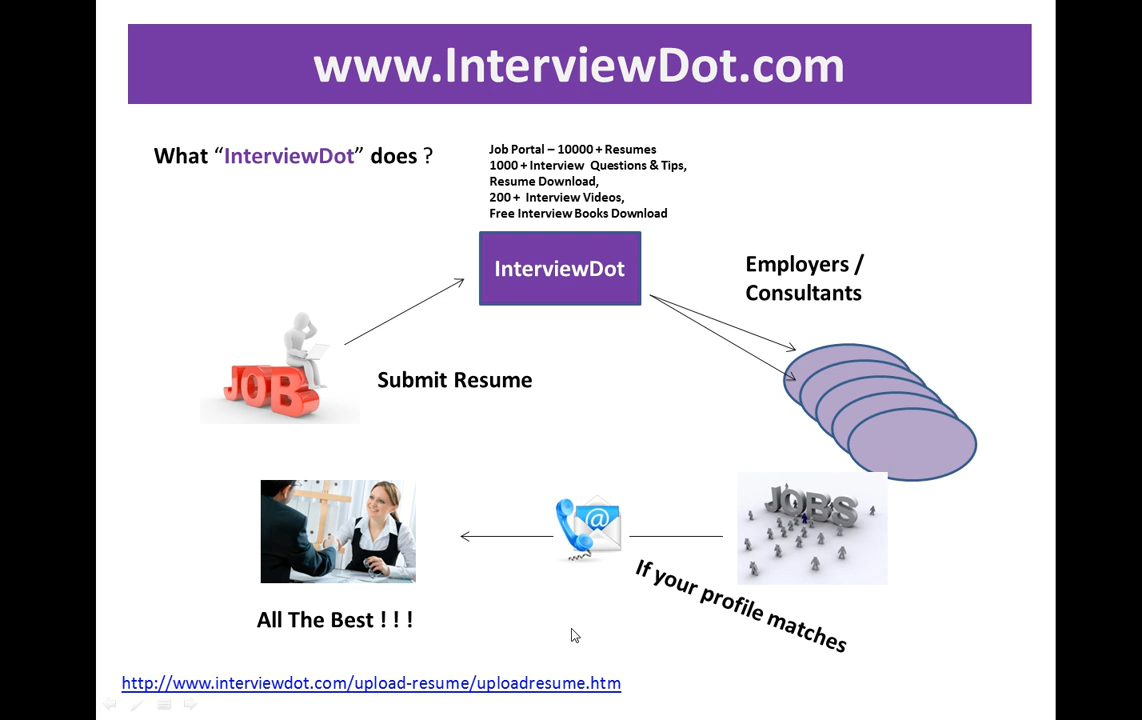 www.InterviewDot.com
What “InterviewDot” does ?
Job Portal – 10000 + Resumes
1000 + Interview Questions & Tips,
Resume Download,
200 + Interview Videos,
Free Interview Books Download
InterviewDot
Employers /
Consultants
JOB
Submit Resume
JOBS
@
If your profile matches
All The Best ! ! !
http://www.interviewdot.com/upload-resume/uploadresume.htm